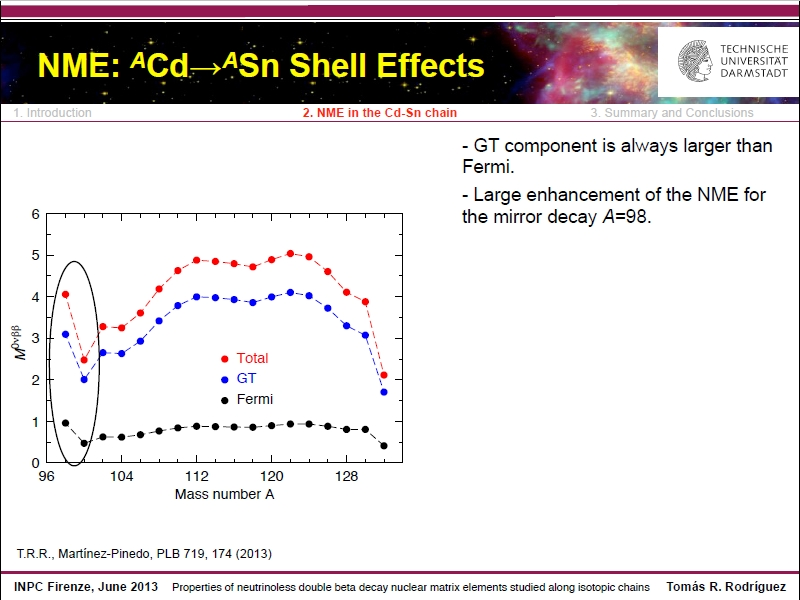 NME: ᴬCd→ᴬSn Shell Effects
TECHNISCHE
UNIVERSITÄT
DARMSTADT
1. Introduction
2. NME in the Cd-Sn chain
3. Summary and Conclusions
- GT component is always larger than
Fermi.
- Large enhancement of the NME for
the mirror decay A=98.
6
5
4
3
2
1
0
M⁰ᵛᵝᵝ
Total
GT
Fermi
96 104 112 120 128
Mass number A
T.R.R., Martínez-Pinedo, PLB 719, 174 (2013)
INPC Firenze, June 2013 Properties of neutrinoless double beta decay nuclear matrix elements studied along isotopic chains Tomás R. Rodríguez